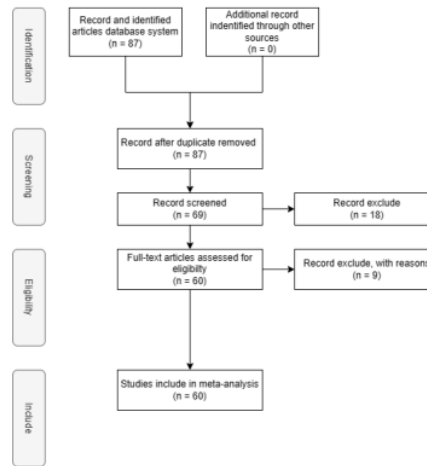 Identification
Record and identified
articles database system
(n = 87)
Additional record
indentified through other
sources
(n = 0)
Screening
Record after duplicate removed
(n = 87)
Record screened
(n = 69)
Record exclude
(n = 18)
Eligibility
Full-text articles assessed for
eligibilty
(n = 60)
Record exclude, with reasons
n = 9)
Include
Studies include in meta-analysis
(n = 60)